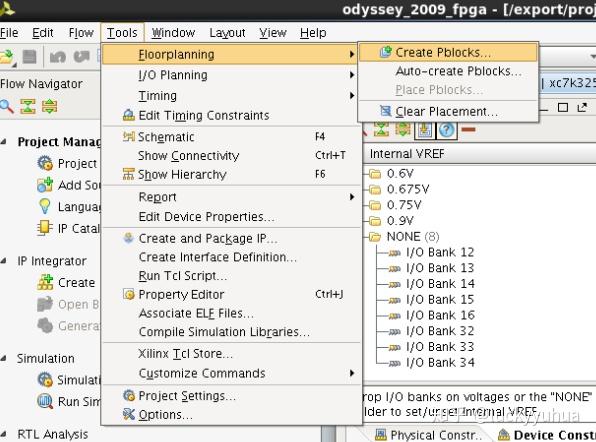 odyssey_2009_fpga - [/export/proj
File Edit Flow Tools Window Layout View Help
Flow Navigator
Project Manag
Project
Add Sou
Languag
IP Catal
IP Integrator
Create
Open B
Genera
Simulation
Simulati
Run Sim
RTL Analysis
Floorplanning
I/O Planning
Timing
Edit Timing Constraints
Schematic F4
Show Connectivity Ctrl+T
Show Hierarchy F6
Report
Edit Device Properties...
Create and Package IP...
Create Interface Definition...
Run Tcl Script...
Property Editor Ctrl+J
Associate ELF Files...
Compile Simulation Libraries...
Xilinx Tcl Store...
Customize Commands
Project Settings...
Options...
Create Pblocks...
Auto-create Pblocks...
Place Pblocks...
Clear Placement...
xc7k325
Internal VREF
0.6V
0.675V
0.75V
0.9V
NONE (8)
I/O Bank 12
I/O Bank 13
I/O Bank 14
I/O Bank 15
I/O Bank 16
I/O Bank 32
I/O Bank 33
I/O Bank 34
rop I/O banks on voltages or the "NONE"
lder to set/unset Internal VREF.
Physical Constr...
Device Constr